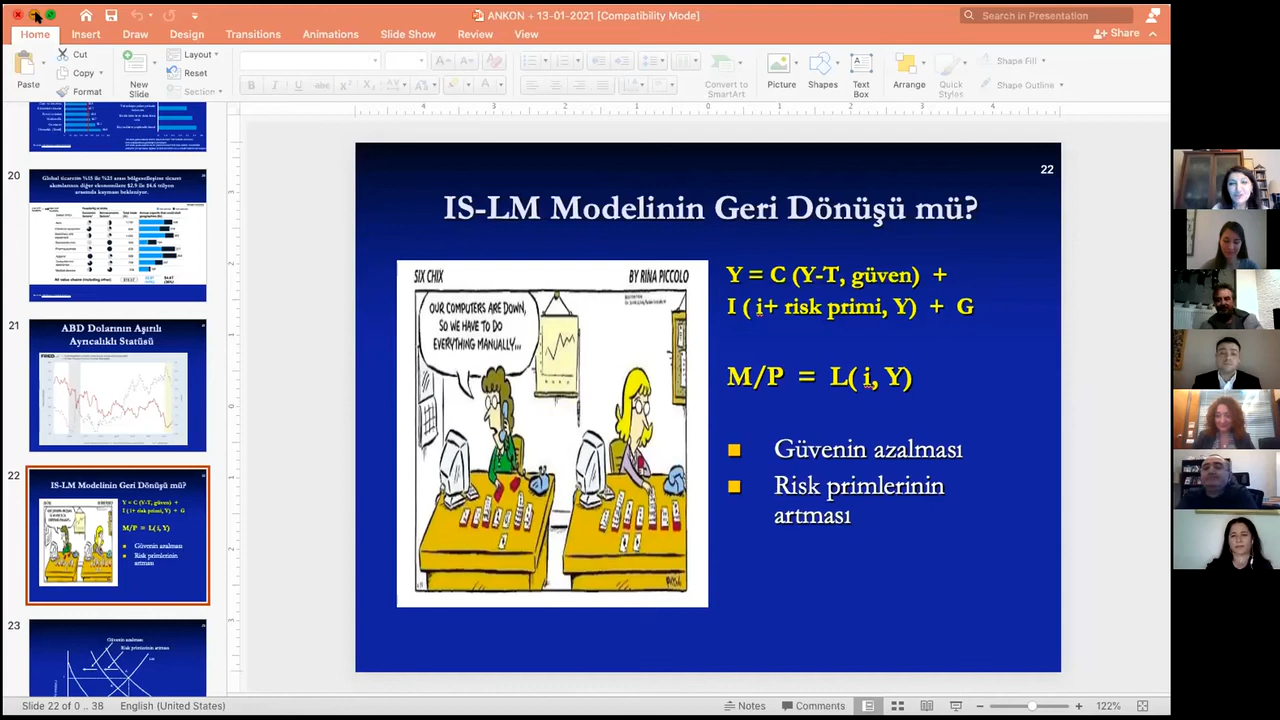 ANKON + 13-01-2021 [Compatibility Mode]
Search in Presentation
Home Insert Draw Design Transitions Animations Slide Show Review View
Share
Paste
Cut
Copy
Format
New Slide
Layout
Reset
Section
Convert to SmartArt
Picture
Shapes
Text Box
Arrange
Quick Styles
Shape Fill
Shape Outline
20
Global ticaretin %15 ile %25 arası bölgeselleşme ticaret
akımlarının diğer ekonomilere $2.9 ile $4.6 trilyon
arasında kayması bekleniyor.
21
ABD Dolarının Aşırılı
Ayrıcalıklı Statüsü
FRED
22
IS-LM Modelinin Geri Dönüşü mü?
Y = C (Y-T, güven) +
I ( i+ risk primi, Y) + G
M/P = L( i, Y)
Güvenin azalması
Risk primlerinin
artması
23
Güvenin azalması
Risk priminin artması
22
IS-LM Modelinin Geri Dönüşü mü?
SIX CHIX
BY RINA PICCOLO
OUR COMPUTERS ARE DOWN,
SO WE HAVE TO DO
EVERYTHING MANUALLY...
Y = C (Y-T, güven) +
I ( i+ risk primi, Y) + G
M/P = L( i, Y)
Güvenin azalması
Risk primlerinin
artması
Slide 22 of 0 .. 38
English (United States)
Notes
Comments
122%